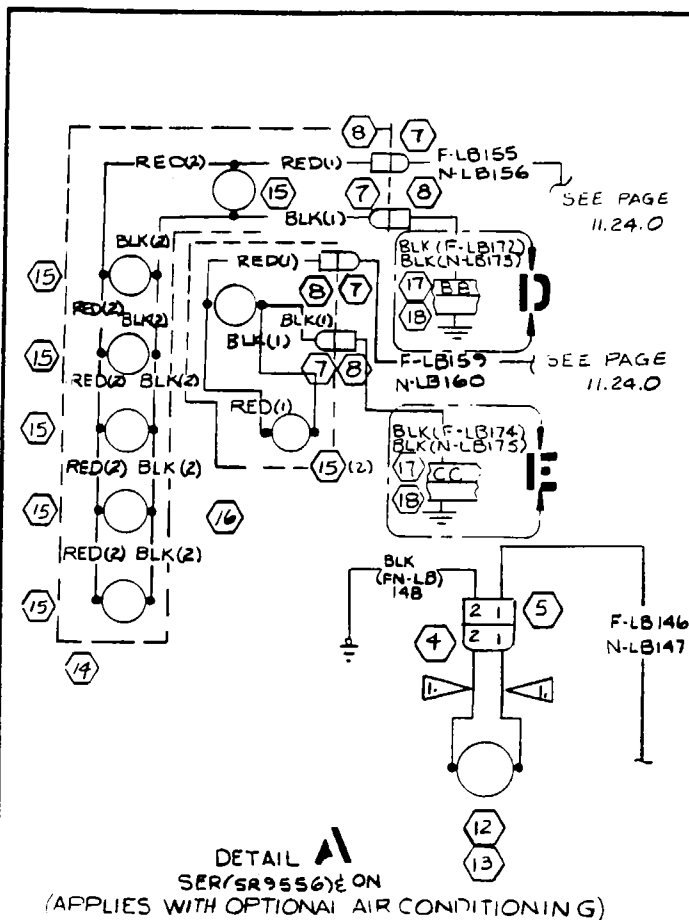 8 7
RED(2) RED(1) F-LB155
N-LB156
15 7 8 SEE PAGE
11.24.0
BLK(1)
BLK(2) BLK(F-LB172)
BLK(N-LB173)
15 RED(1) 17 BB D
8 7 18
RED(2) BLK(1)
BLK(2) BLK(1)
15 7 8 F-LB159 SEE PAGE
N-LB160 11.24.0
RED(2) BLK(2)
RED(1) BLK(F-LB174)
BLK(N-LB175)
15 15 (2) 17 CC E
RED(2) BLK(2) 18
15 16
RED(2) BLK(2) BLK
(FN-LB)
148
15 2 1 5 F-LB146
4 2 1 N-LB147
14
1. 1.
12
13
DETAIL A
SER(SR9556)& ON
(APPLIES WITH OPTIONAL AIR CONDITIONING)